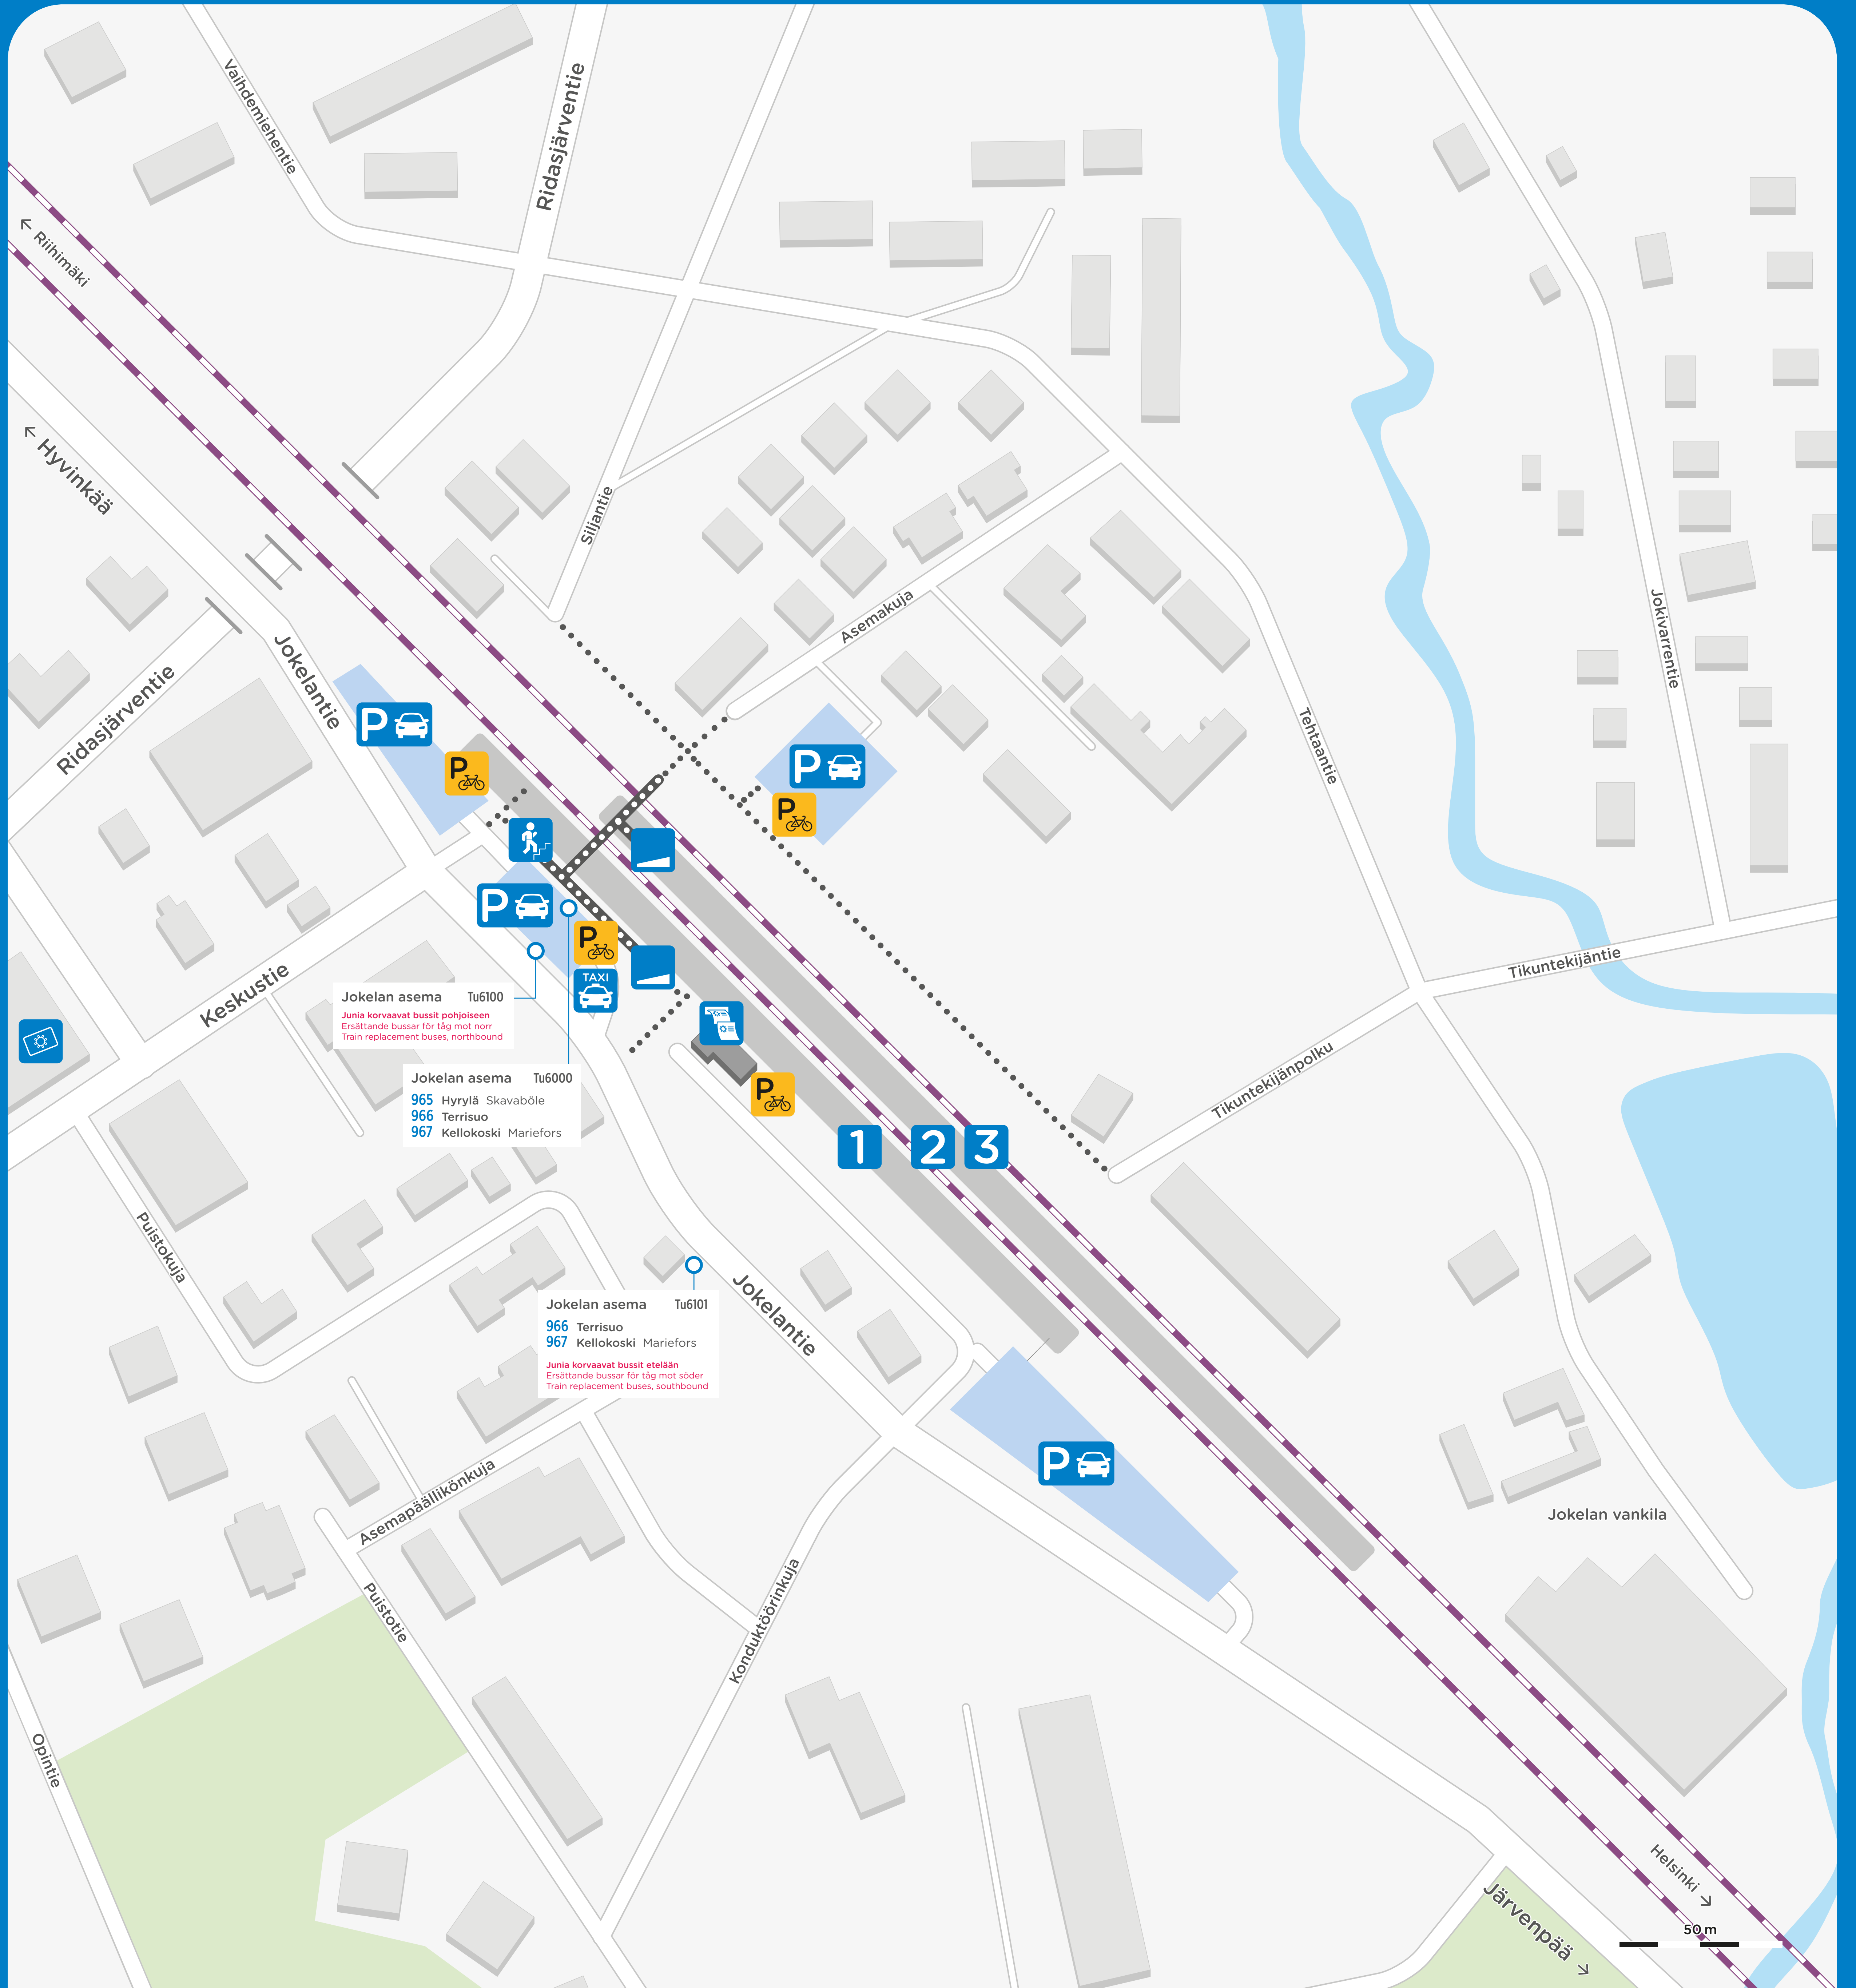 Vaihdemiehentie
Ridasjärventie
↖ Riihimäki
↖ Hyvinkää
Siljantie
Asemakuja
Jokivarrentie
Jokelantie
Ridasjärventie
P
P
P
P
Tehtaantie
P
P
TAXI
Tikuntekijäntie
Keskustie
Jokelan asema Tu6100
Junia korvaavat bussit pohjoiseen
Ersättande bussar för tåg mot norr
Train replacement buses, northbound
Jokelan asema Tu6000
965 Hyrylä Skavaböle
966 Terrisuo
967 Kellokoski Mariefors
P
Tikuntekijänpolku
1
2
3
Puistokuja
Jokelantie
Jokelan asema Tu6101
966 Terrisuo
967 Kellokoski Mariefors
Junia korvaavat bussit etelään
Ersättande bussar för tåg mot söder
Train replacement buses, southbound
P
Asemapäällikönkuja
Jokelan vankila
Puistotie
Konduktöörinkuja
Opintie
Helsinki ↘
Järvenpää ↘
50 m